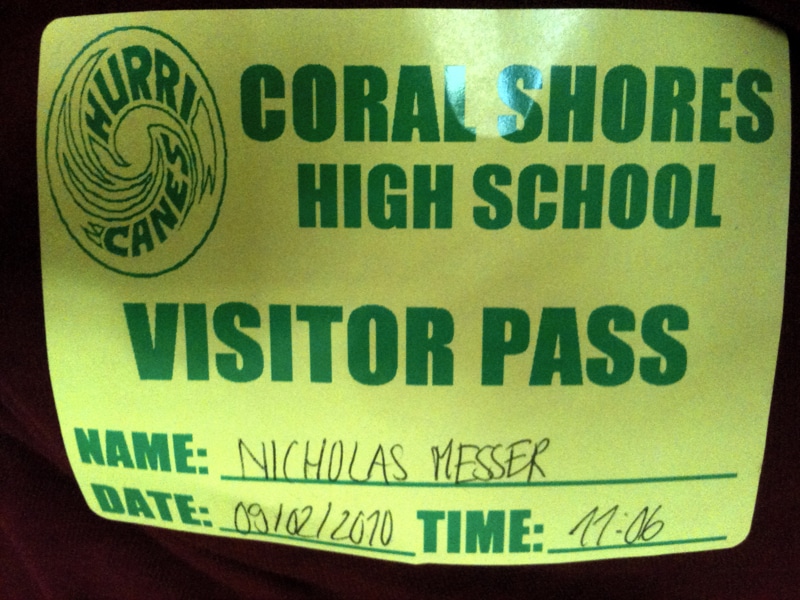 HURRI
CANES
CORAL SHORES
HIGH SCHOOL
VISITOR PASS
NAME: NICHOLAS MESSER
DATE: 09/02/2010 TIME: 11:06